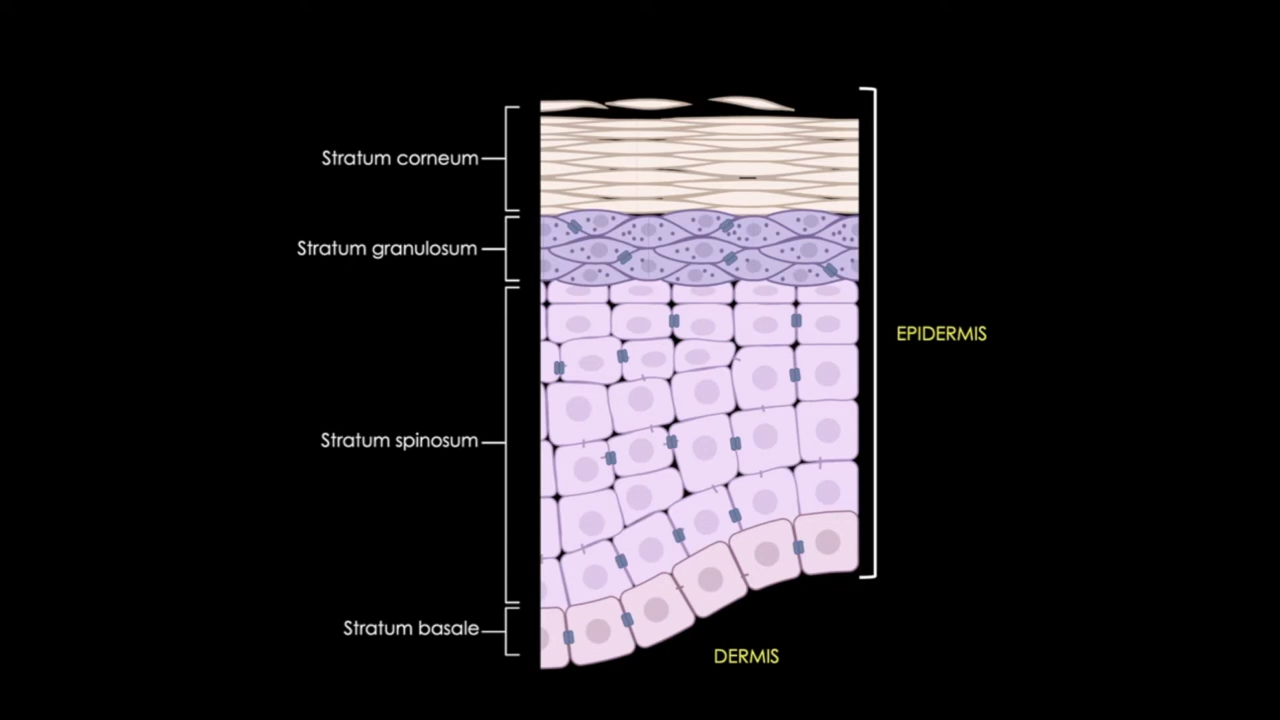 Stratum corneum
Stratum granulosum
EPIDERMIS
Stratum spinosum
Stratum basale
DERMIS